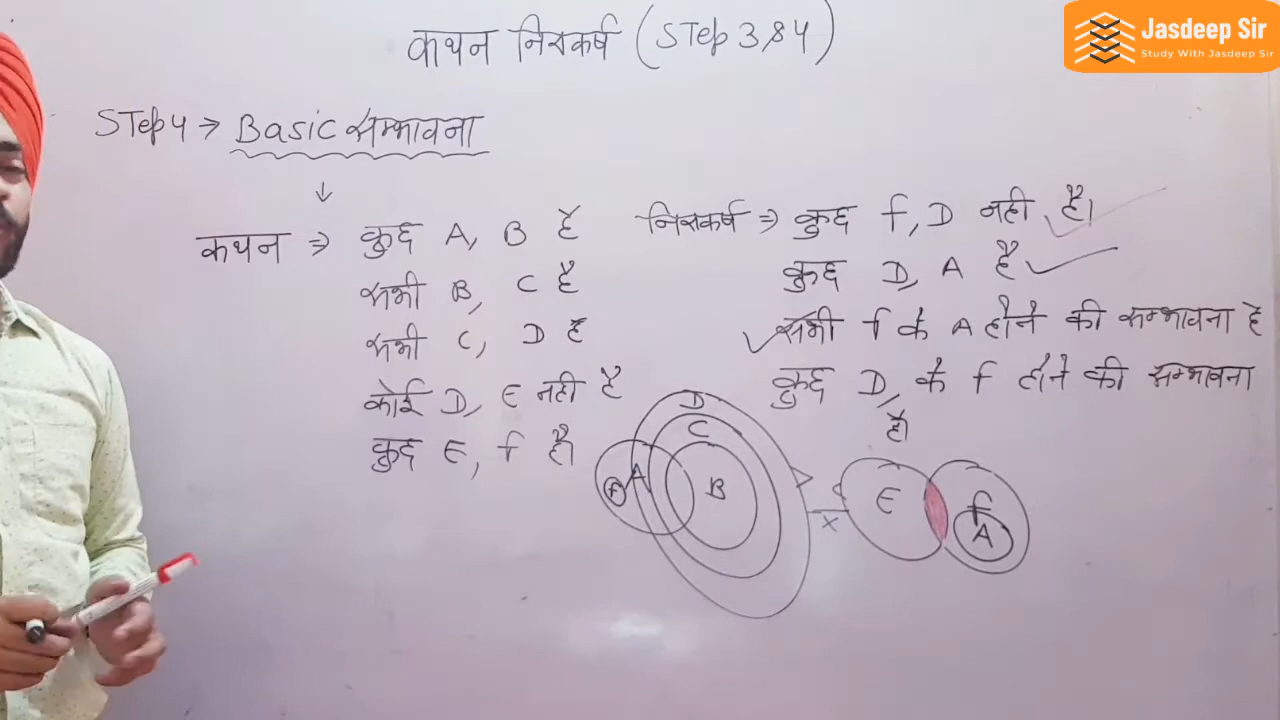 Jasdeep Sir
Study With Jasdeep Sir
कथन निस्कर्ष (STep 3,&4)
STep 4 → Basic सम्भावना
↓
कथन ⇒ कुछ A, B है
सभी B, C है
सभी C, D है
कोई D, E नही है
कुछ E, f है।
निस्कर्ष ⇒ कुछ f, D नही है। ✓
कुछ D, A है ✓
✓ सभी f के A होने की सम्भावना है
कुछ D, के f होने की सम्भावना
है।
D
C
A
B
f
x
E
f
A